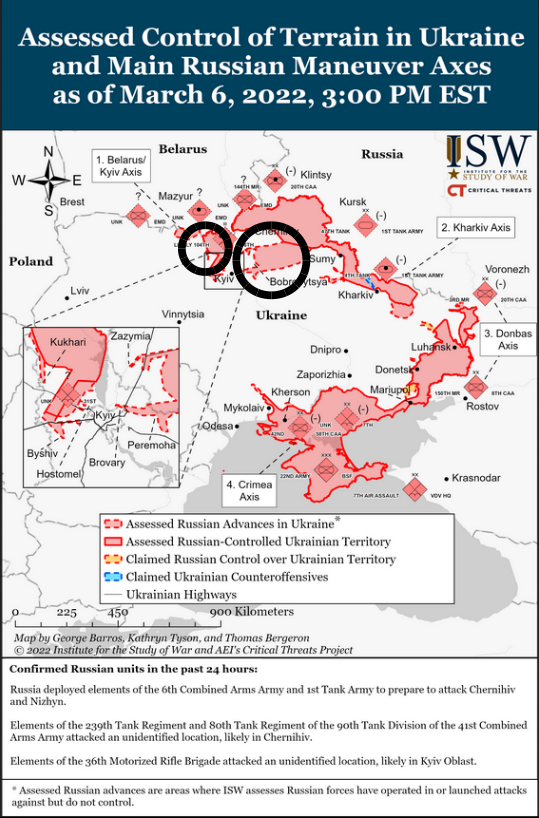 Assessed Control of Terrain in Ukraine
and Main Russian Maneuver Axes
as of March 6, 2022, 3:00 PM EST
N
W
E
S
Belarus
Russia
ISW
INSTITUTE FOR THE
STUDY OF WAR
CT CRITICAL THREATS
1. Belarus/
Kyiv Axis
Brest
Mazyur
?
?
?
UNK
EMD
UNK
EMD
144TH MR
EMD
(-)
Klintsy
20TH CAA
Kursk
XX
(-)
47TH TANK
1ST TANK ARMY
2. Kharkiv Axis
Poland
Sumy
XX
(-)
4TH TANK
1ST TANK ARMY
Voronezh
XX
(-)
20TH CAA
3RD MR
Kyiv
Kharkiv
Lviv
Ukraine
Vinnytsia
3. Donbas
Axis
Luhansk
Dnipro
Donetsk
Zaporizhia
Mariupol
XX
(-)
150TH MR
8TH CAA
Rostov
Kukhari
Zazymia
UNK
31ST
Kyiv
Byshiv
Hostomel
Brovary
Peremoha
Kherson
Mykolaiv
Odesa
XX
(-)
42ND
UNK
58TH CAA
XX
(-)
7TH
XXX
22ND ARMY
BSF
4. Crimea
Axis
7TH AIR ASSAULT
XX
VDV HQ
Krasnodar
Assessed Russian Advances in Ukraine*
Assessed Russian-Controlled Ukrainian Territory
Claimed Russian Control over Ukrainian Territory
Claimed Ukrainian Counteroffensives
Ukrainian Highways
0 225 450 900 Kilometers
Map by George Barros, Kathryn Tyson, and Thomas Bergeron
© 2022 Institute for the Study of War and AEI's Critical Threats Project
Confirmed Russian units in the past 24 hours:
Russia deployed elements of the 6th Combined Arms Army and 1st Tank Army to prepare to attack Chernihiv
and Nizhyn.
Elements of the 239th Tank Regiment and 80th Tank Regiment of the 90th Tank Division of the 41st Combined
Arms Army attacked an unidentified location, likely in Chernihiv.
Elements of the 36th Motorized Rifle Brigade attacked an unidentified location, likely in Kyiv Oblast.
* Assessed Russian advances are areas where ISW assesses Russian forces have operated in or launched attacks
against but do not control.